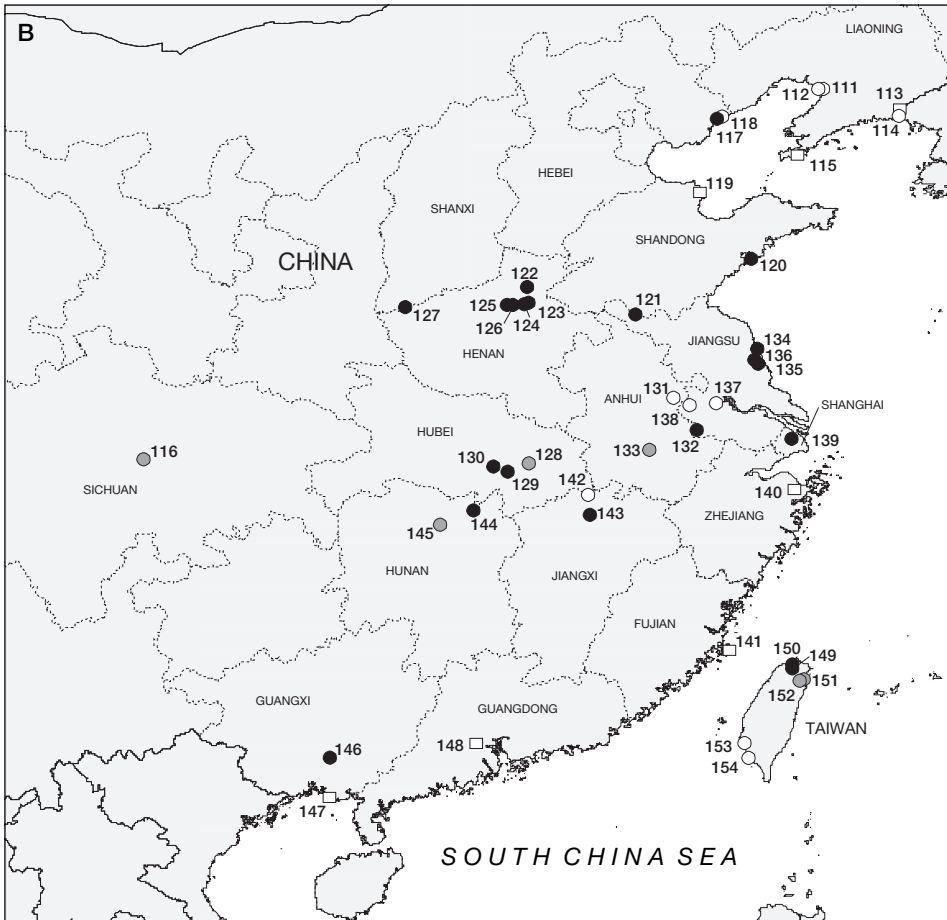 B
LIAONING
112
111
113
114
118
117
115
HEBEI
119
SHANXI
SHANDONG
CHINA
120
122
125
123
127
126
124
121
HENAN
JIANGSU
134
136
135
131
137
ANHUI
SHANGHAI
138
HUBEI
132
139
116
130
128
133
129
142
SICHUAN
140
ZHEJIANG
144
143
145
HUNAN
JIANGXI
FUJIAN
141
150
149
GUANGXI
151
152
GUANGDONG
TAIWAN
148
153
146
154
147
SOUTH CHINA SEA